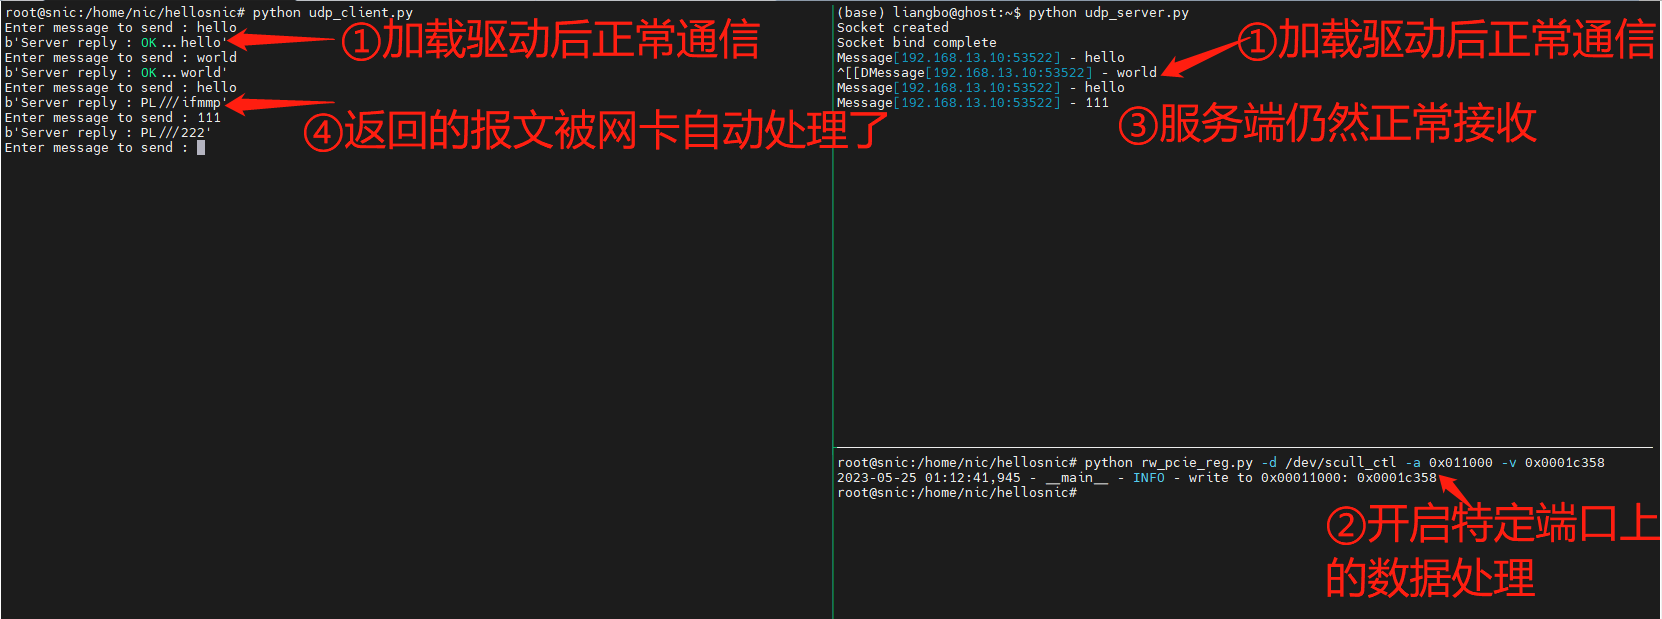 root@snic:/home/nic/hellosnic# python udp_client.py
Enter message to send : hello
b'Server reply : OK...hello'
Enter message to send : world
b'Server reply : OK...world'
Enter message to send : hello
b'Server reply : PL///ifmmp'
Enter message to send : 111
b'Server reply : PL///222'
Enter message to send :
①加载驱动后正常通信
④返回的报文被网卡自动处理了
(base) liangbo@ghost:~$ python udp_server.py
Socket created
Socket bind complete
Message[192.168.13.10:53522] - hello
^[[DMessage[192.168.13.10:53522] - world
Message[192.168.13.10:53522] - hello
Message[192.168.13.10:53522] - 111
①加载驱动后正常通信
③服务端仍然正常接收
root@snic:/home/nic/hellosnic# python rw_pcie_reg.py -d /dev/scull_ctl -a 0x011000 -v 0x0001c358
2023-05-25 01:12:41,945 - __main__ - INFO - write to 0x00011000: 0x0001c358
root@snic:/home/nic/hellosnic#
②开启特定端口上
的数据处理